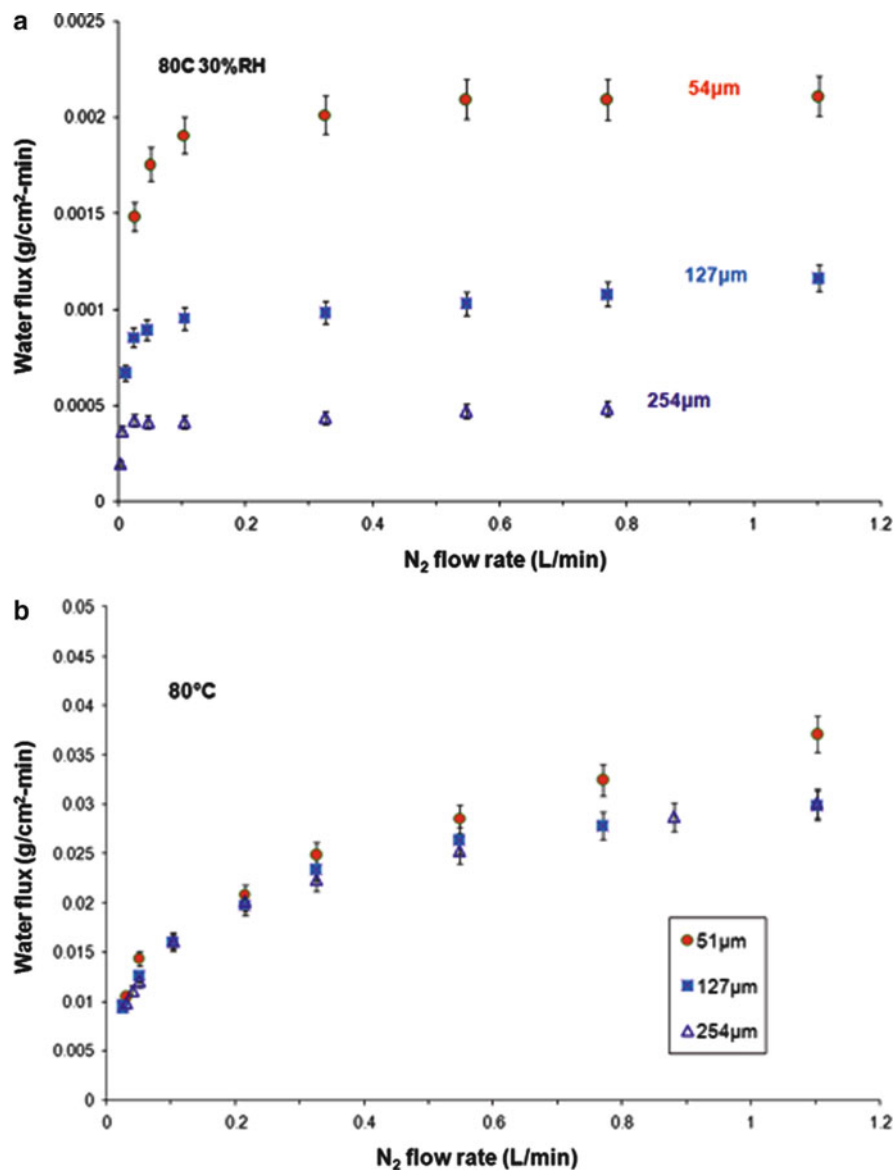 a
0.0025
80C 30%RH
54µm
0.002
Water flux (g/cm²-min)
0.0015
127µm
0.001
254µm
0.0005
0
0 0.2 0.4 0.6 0.8 1 1.2
N₂ flow rate (L/min)
b
0.05
0.045
80°C
0.04
0.035
Water flux (g/cm²-min)
0.03
0.025
0.02
51µm
0.015
127µm
0.01
254µm
0.005
0
0 0.2 0.4 0.6 0.8 1 1.2
N₂ flow rate (L/min)